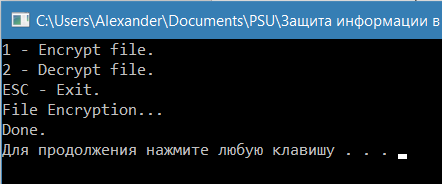 C:\Users\Alexander\Documents\PSU\Защита информации в
1 - Encrypt file.
2 - Decrypt file.
ESC - Exit.
File Encryption...
Done.
Для продолжения нажмите любую клавишу . . .